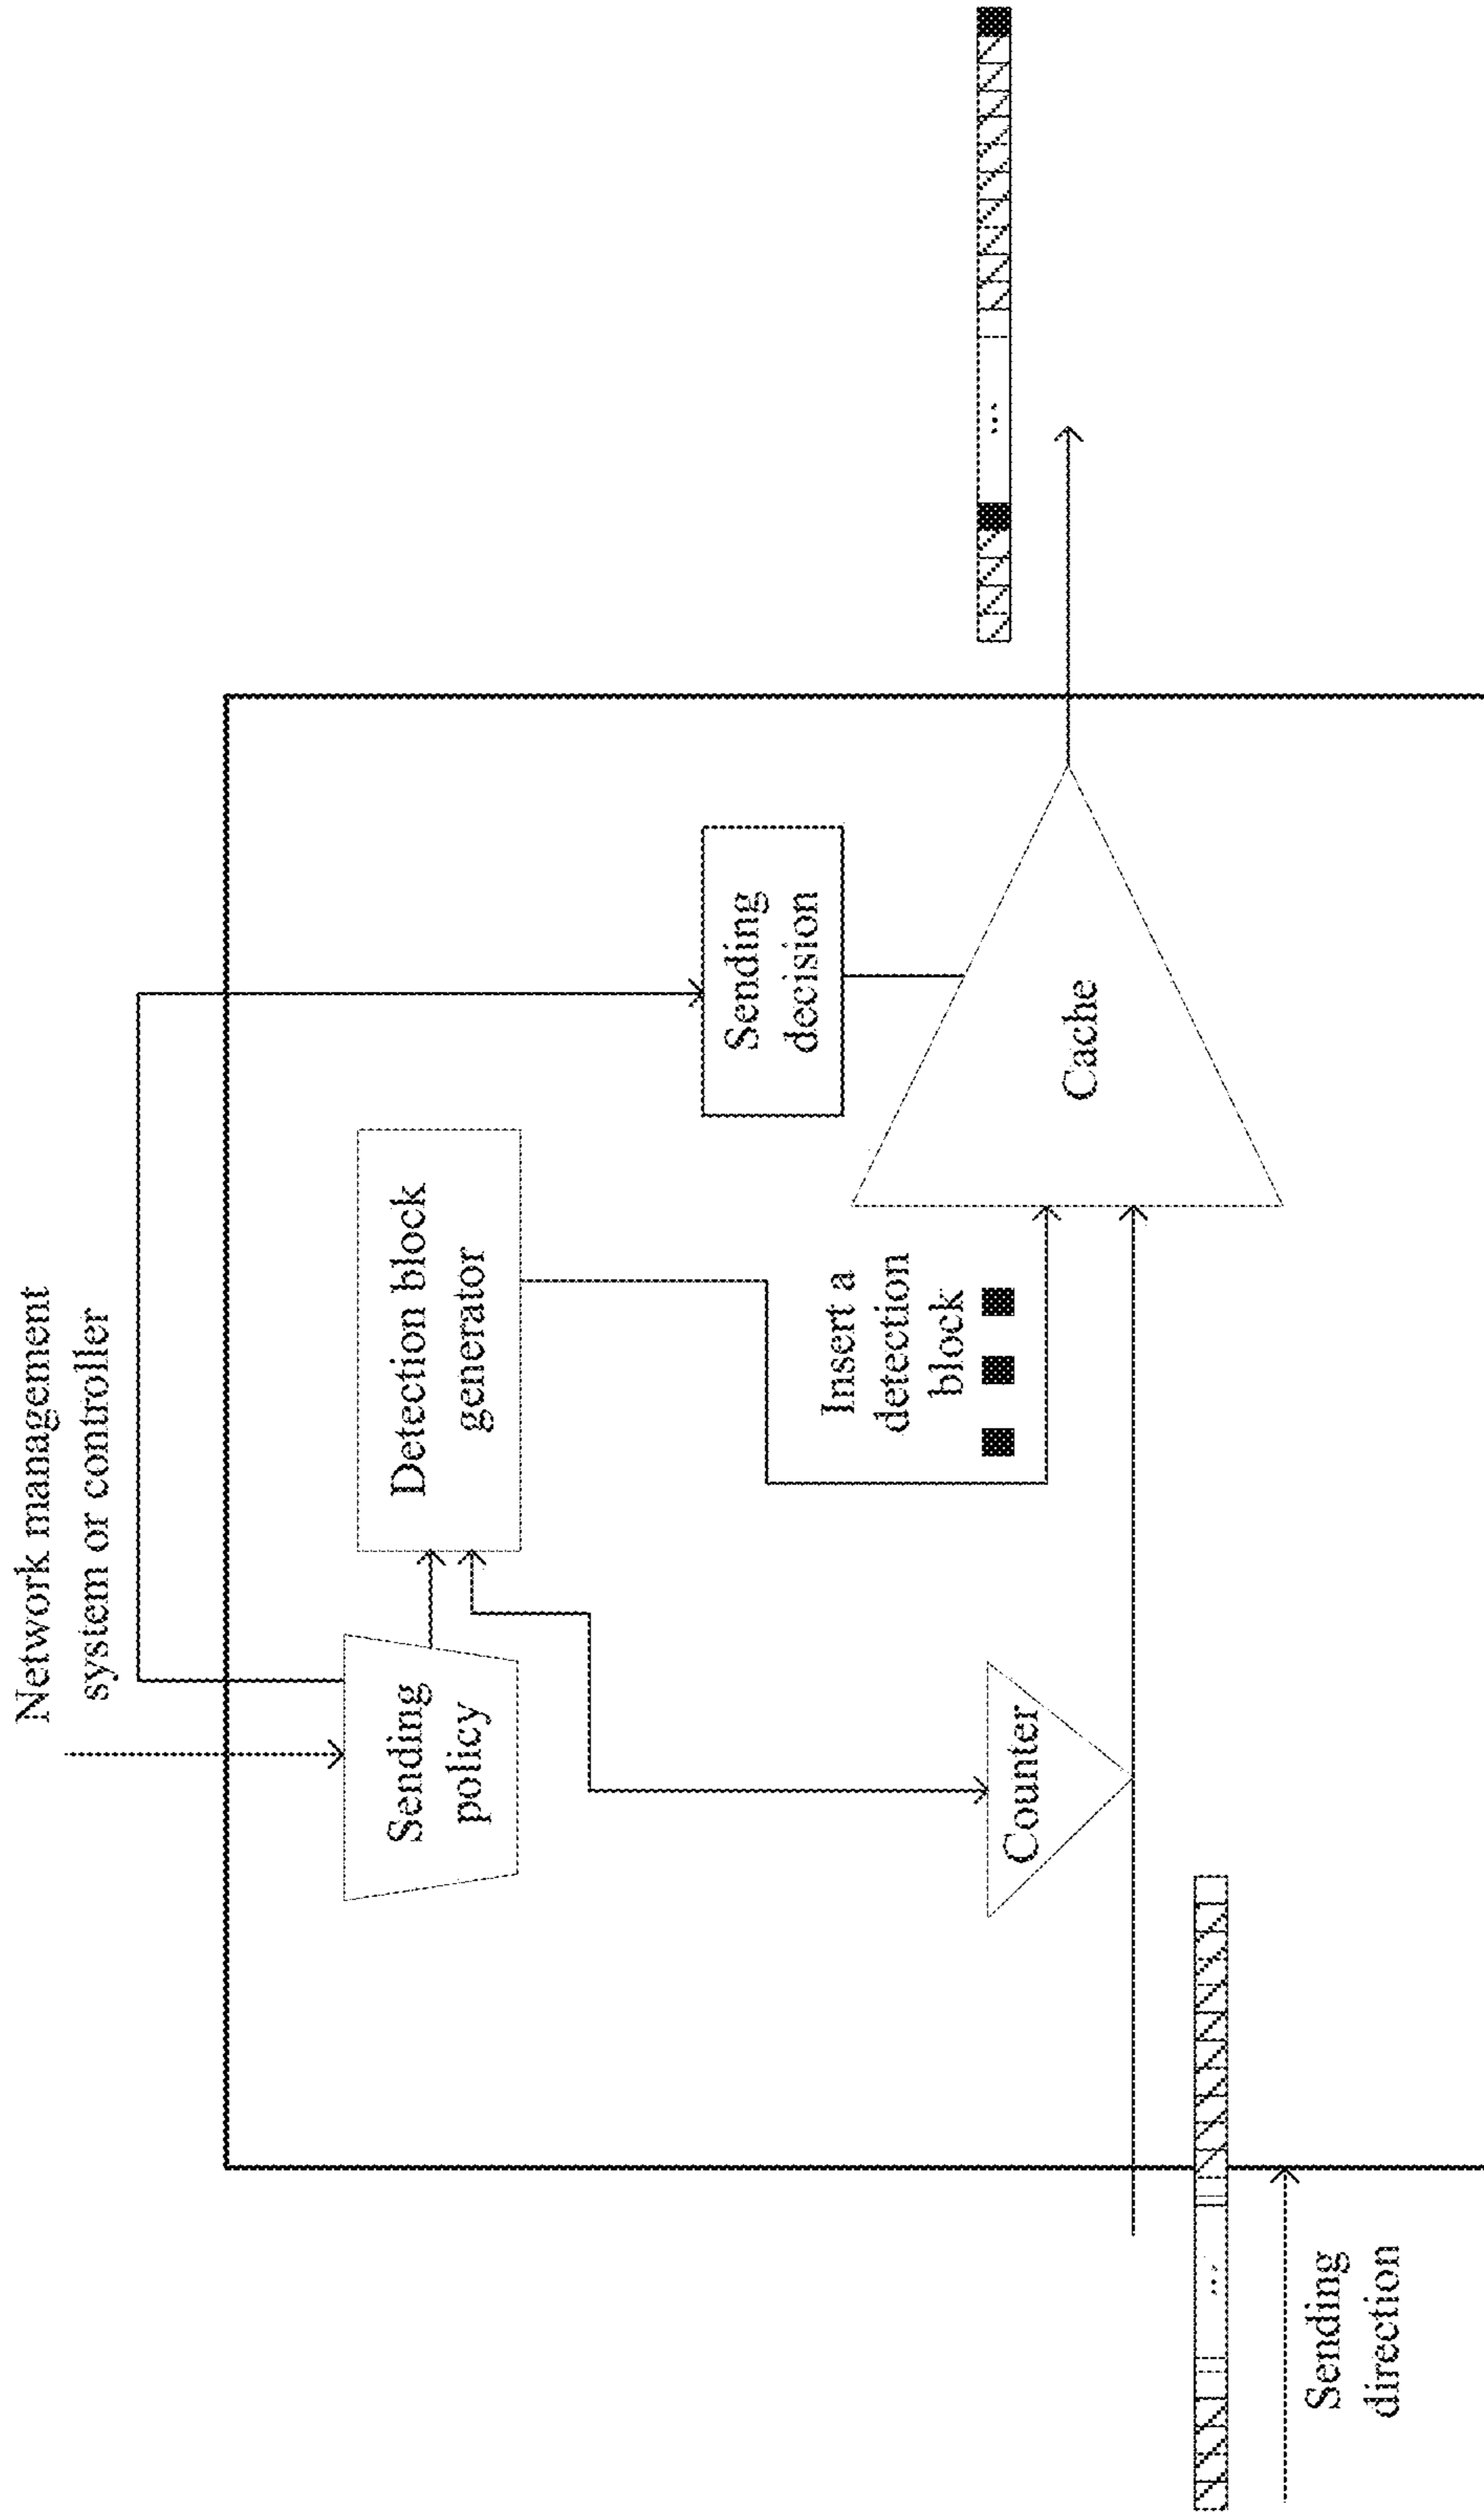 Network management
system or controller
Sending
policy
Detection block
generator
Sending
decision
Insert a
detection
block
Counter
Cache
...
...
Sending
direction